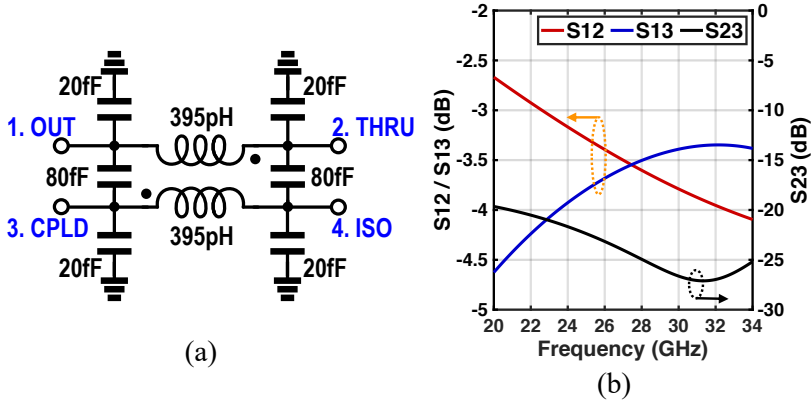 (a)
20fF
20fF
395pH
1. OUT
2. THRU
80fF
80fF
3. CPLD
4. ISO
395pH
20fF
20fF
S12 S13 S23
S12 / S13 (dB)
-2
-2.5
-3
-3.5
-4
-4.5
-5
0
-5
-10
-15
-20
-25
-30
S23 (dB)
20 22 24 26 28 30 32 34
Frequency (GHz)
(b)